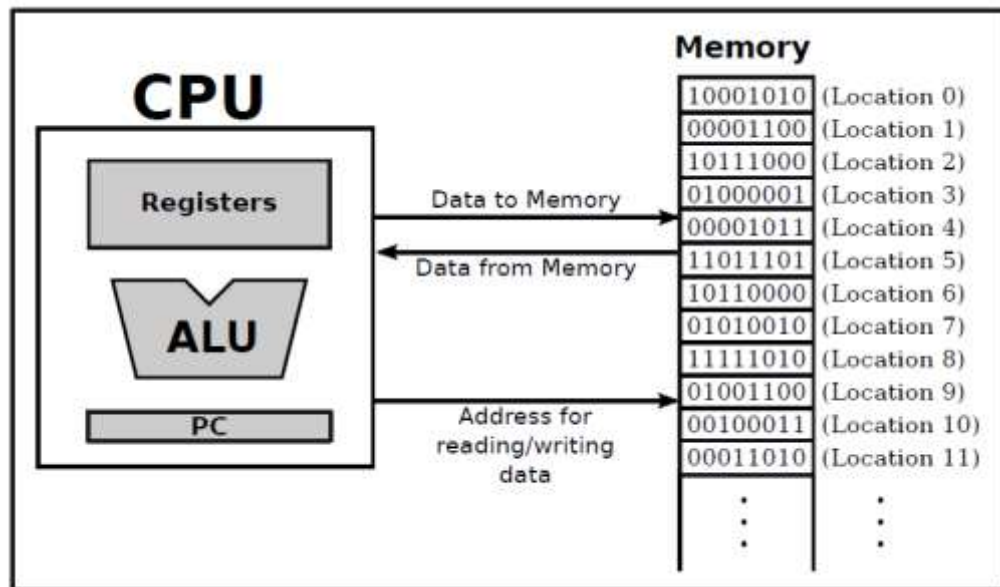 Memory
CPU
10001010 (Location 0)
00001100 (Location 1)
10111000 (Location 2)
01000001 (Location 3)
00001011 (Location 4)
11011101 (Location 5)
10110000 (Location 6)
01010010 (Location 7)
11111010 (Location 8)
01001100 (Location 9)
00100011 (Location 10)
00011010 (Location 11)
Registers
Data to Memory
Data from Memory
ALU
PC
Address for
reading/writing
data